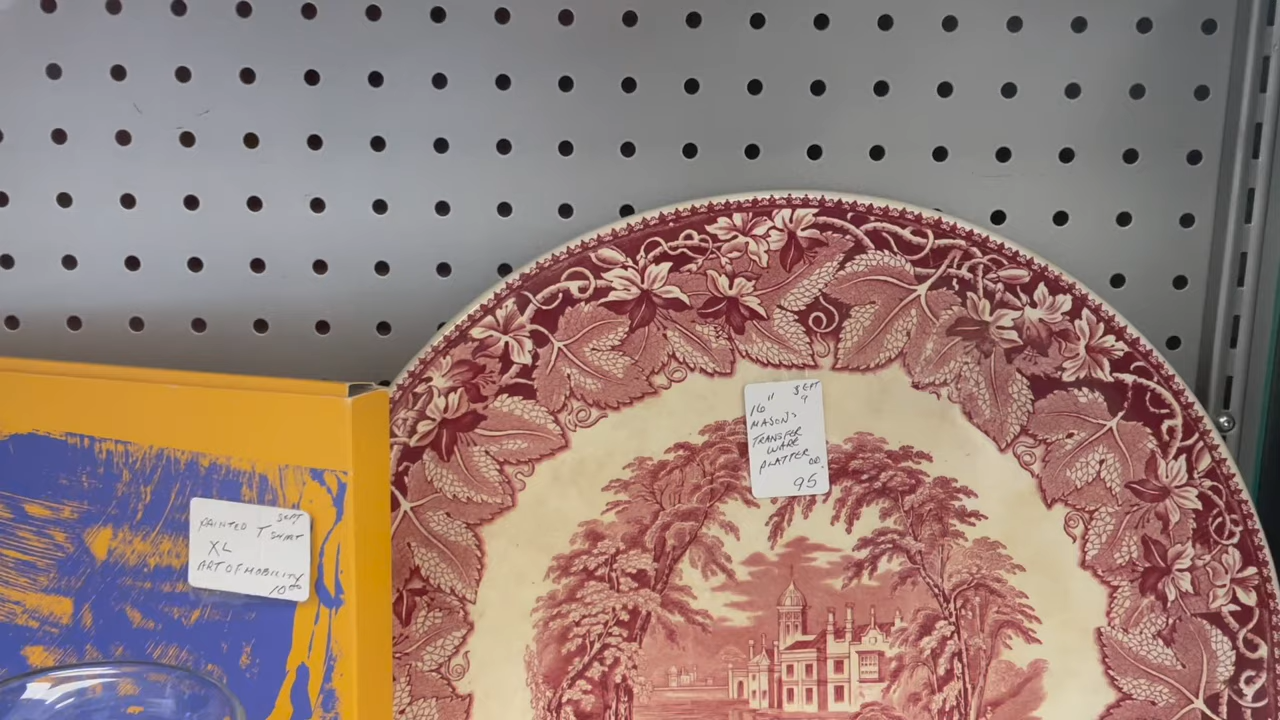 SEPT
PAINTED T SHIRT
XL
ART OF MOBILITY
10.00
16" SEPT
9
MASON'S
TRANSFER
WARE
PLATTER
95.00